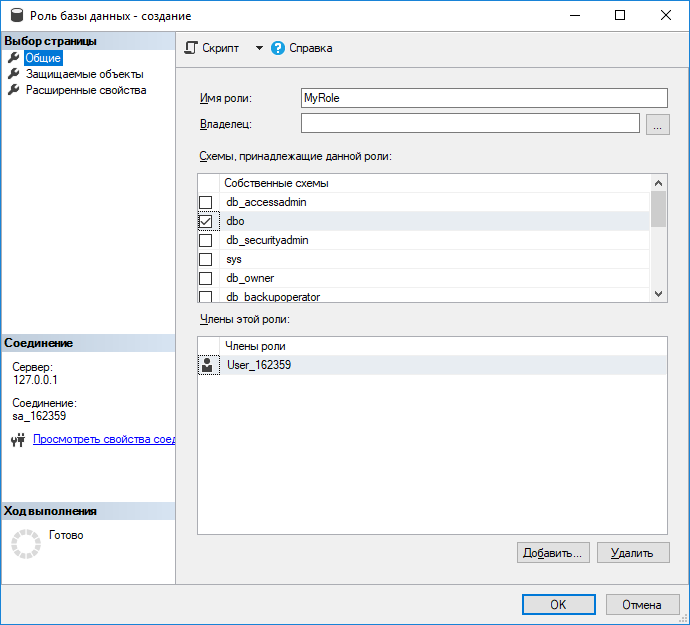 Роль базы данных - создание
Выбор страницы
Общие
Защищаемые объекты
Расширенные свойства
Скрипт
Справка
Имя роли:
MyRole
Владелец:
...
Схемы, принадлежащие данной роли:
Собственные схемы
db_accessadmin
dbo
db_securityadmin
sys
db_owner
db_backupoperator
Члены этой роли:
Члены роли
User_162359
Соединение
Сервер:
127.0.0.1
Соединение:
sa_162359
Просмотреть свойства соед
Ход выполнения
Готово
Добавить...
Удалить
OK
Отмена